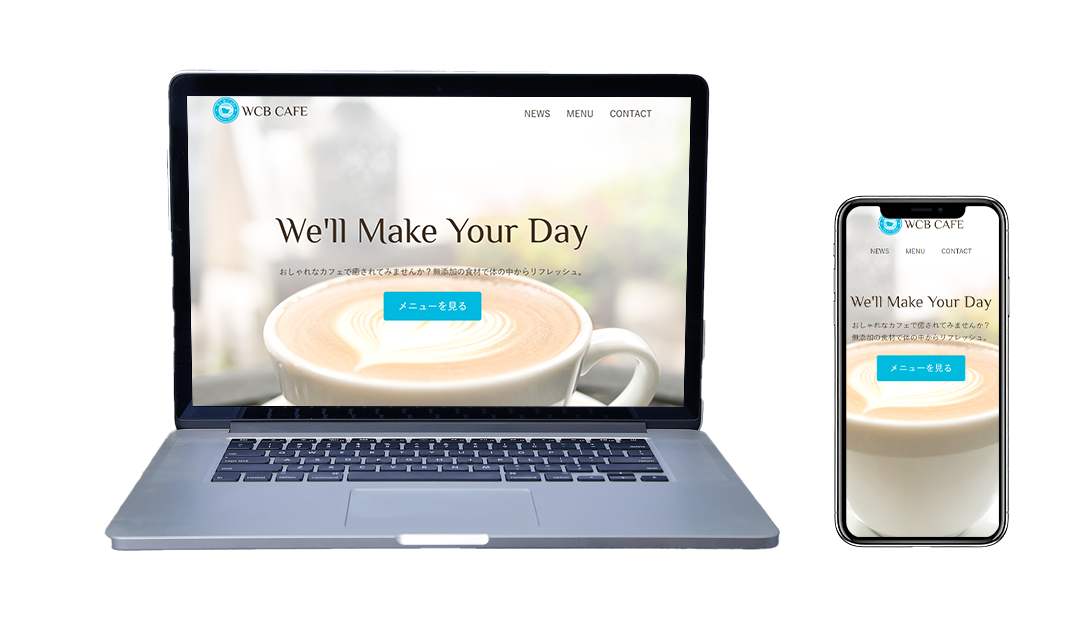 WCB CAFE
NEWS MENU CONTACT
We'll Make Your Day
おしゃれなカフェで癒されてみませんか？無添加の食材で体の中からリフレッシュ。
メニューを見る
WCB CAFE
NEWS MENU CONTACT
We'll Make Your Day
おしゃれなカフェで癒されてみませんか？
無添加の食材で体の中からリフレッシュ。
メニューを見る